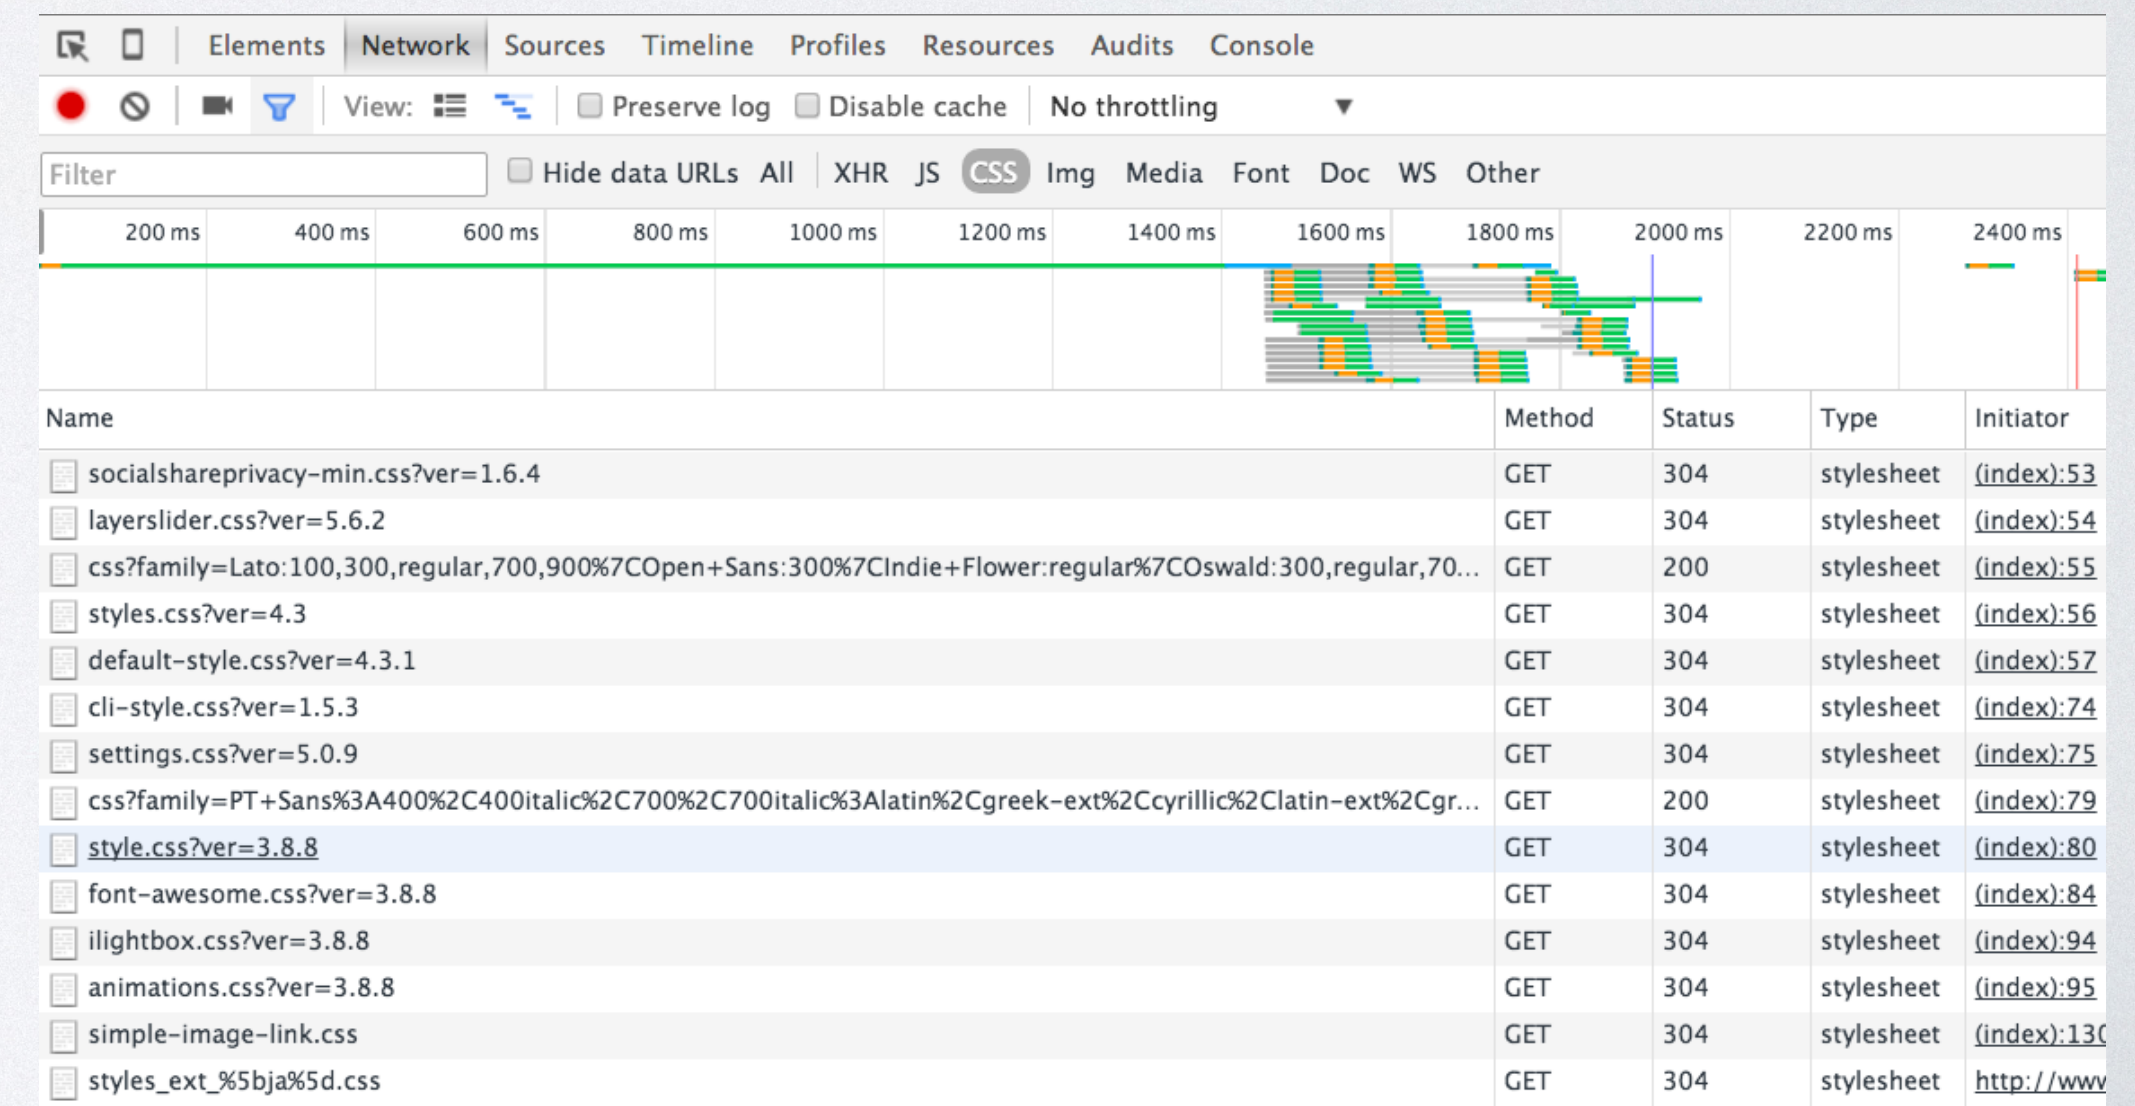 Elements Network Sources Timeline Profiles Resources Audits Console
View: Preserve log Disable cache No throttling
Filter Hide data URLs All XHR JS CSS Img Media Font Doc WS Other
200 ms 400 ms 600 ms 800 ms 1000 ms 1200 ms 1400 ms 1600 ms 1800 ms 2000 ms 2200 ms 2400 ms
Name Method Status Type Initiator
socialshareprivacy-min.css?ver=1.6.4 GET 304 stylesheet (index):53
layerslider.css?ver=5.6.2 GET 304 stylesheet (index):54
css?family=Lato:100,300,regular,700,900%7COpen+Sans:300%7CIndie+Flower:regular%7COswald:300,regular,70... GET 200 stylesheet (index):55
styles.css?ver=4.3 GET 304 stylesheet (index):56
default-style.css?ver=4.3.1 GET 304 stylesheet (index):57
cli-style.css?ver=1.5.3 GET 304 stylesheet (index):74
settings.css?ver=5.0.9 GET 304 stylesheet (index):75
css?family=PT+Sans%3A400%2C400italic%2C700%2C700italic%3Alatin%2Cgreek-ext%2Ccyrillic%2Clatin-ext%2Cgr... GET 200 stylesheet (index):79
style.css?ver=3.8.8 GET 304 stylesheet (index):80
font-awesome.css?ver=3.8.8 GET 304 stylesheet (index):84
ilightbox.css?ver=3.8.8 GET 304 stylesheet (index):94
animations.css?ver=3.8.8 GET 304 stylesheet (index):95
simple-image-link.css GET 304 stylesheet (index):130
styles_ext_%5bja%5d.css GET 304 stylesheet http://www